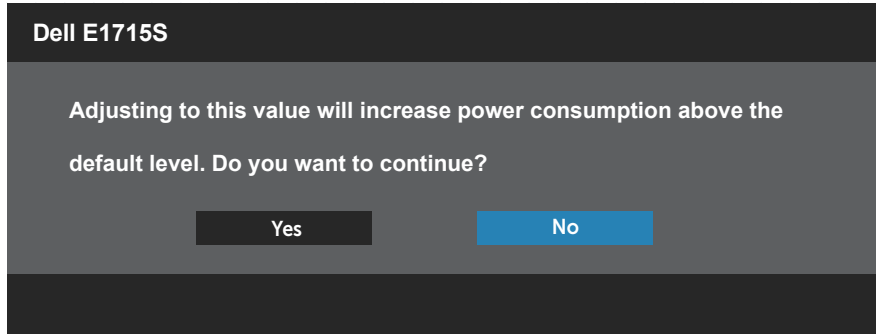 Dell E1715S
Adjusting to this value will increase power consumption above the
default level. Do you want to continue?
Yes No